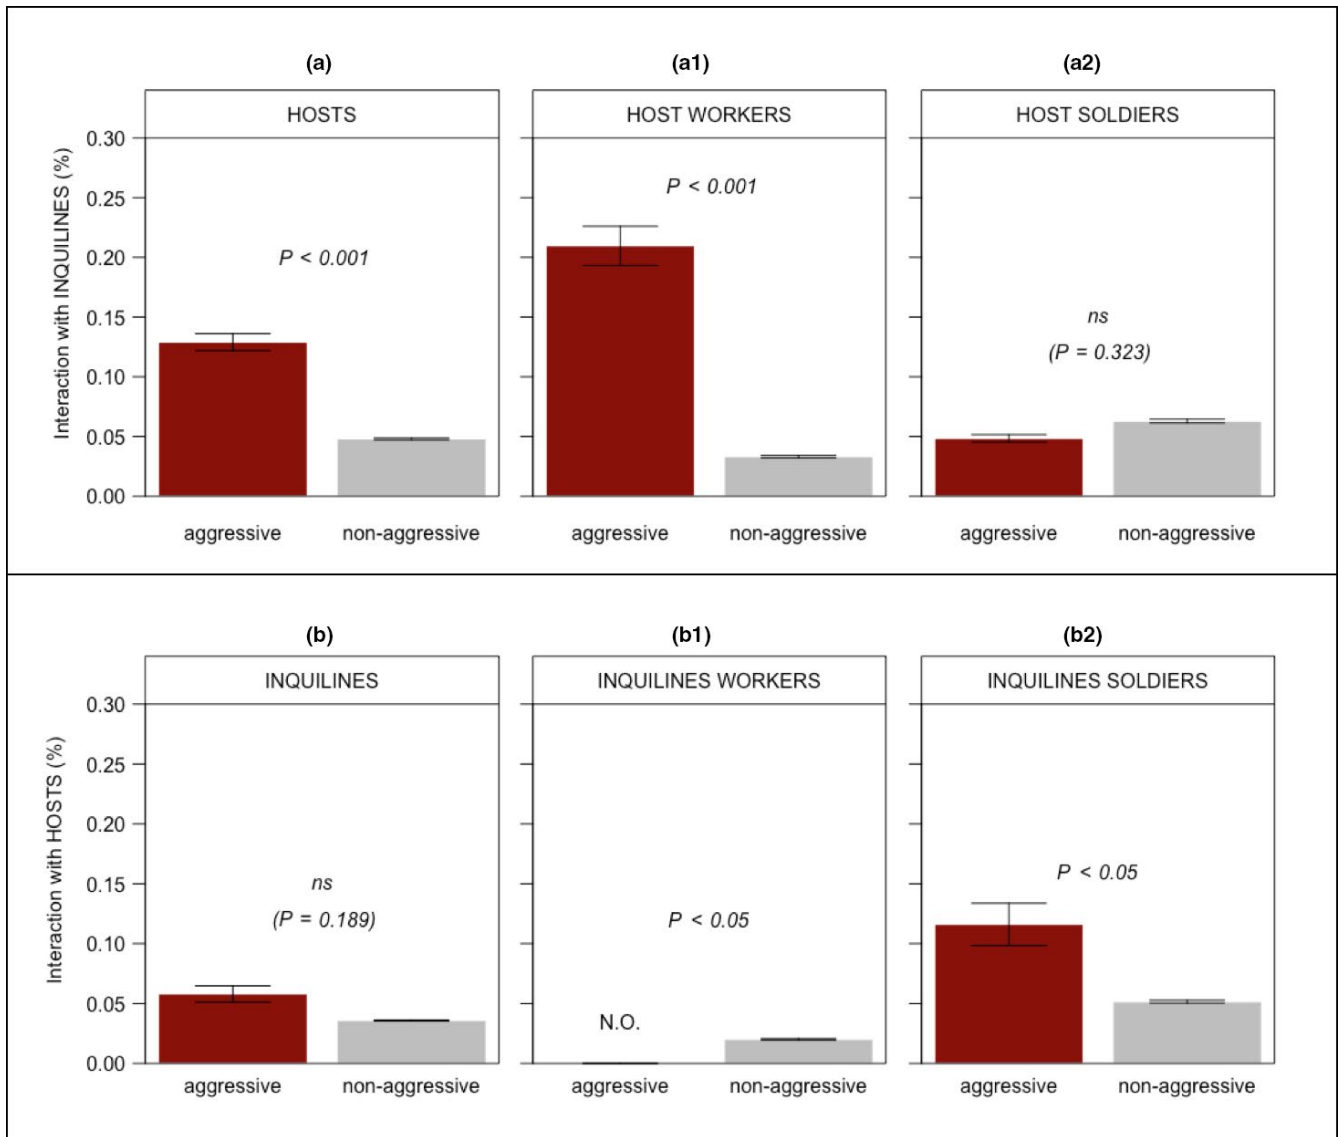 (a)
(a1)
(a2)
HOSTS
HOST WORKERS
HOST SOLDIERS
Interaction with INQUILINES (%)
0.30
0.25
0.20
0.15
0.10
0.05
0.00
P < 0.001
P < 0.001
ns
(P = 0.323)
aggressive
non-aggressive
aggressive
non-aggressive
aggressive
non-aggressive
(b)
(b1)
(b2)
INQUILINES
INQUILINES WORKERS
INQUILINES SOLDIERS
Interaction with HOSTS (%)
0.30
0.25
0.20
0.15
0.10
0.05
0.00
ns
(P = 0.189)
P < 0.05
N.O.
P < 0.05
aggressive
non-aggressive
aggressive
non-aggressive
aggressive
non-aggressive